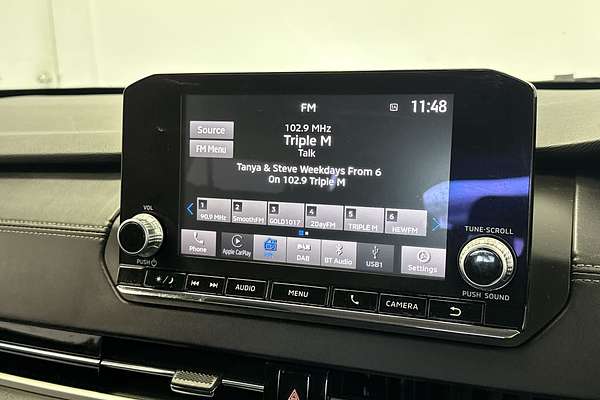 FM
11:48
Source
FM Menu
102.9 MHz
Triple M
Talk
Tanya & Steve Weekdays From 6
On 102.9 Triple M
1 90.9 MHz
2 SmoothFM
3 GOLD1017
4 2DayFM
5 TRIPLE M
6 NEWFM
Phone
Apple CarPlay
FM
DAB
BT Audio
USB1
Settings
VOL
PUSH
TUNE·SCROLL
PUSH SOUND
AUDIO
MENU
CAMERA